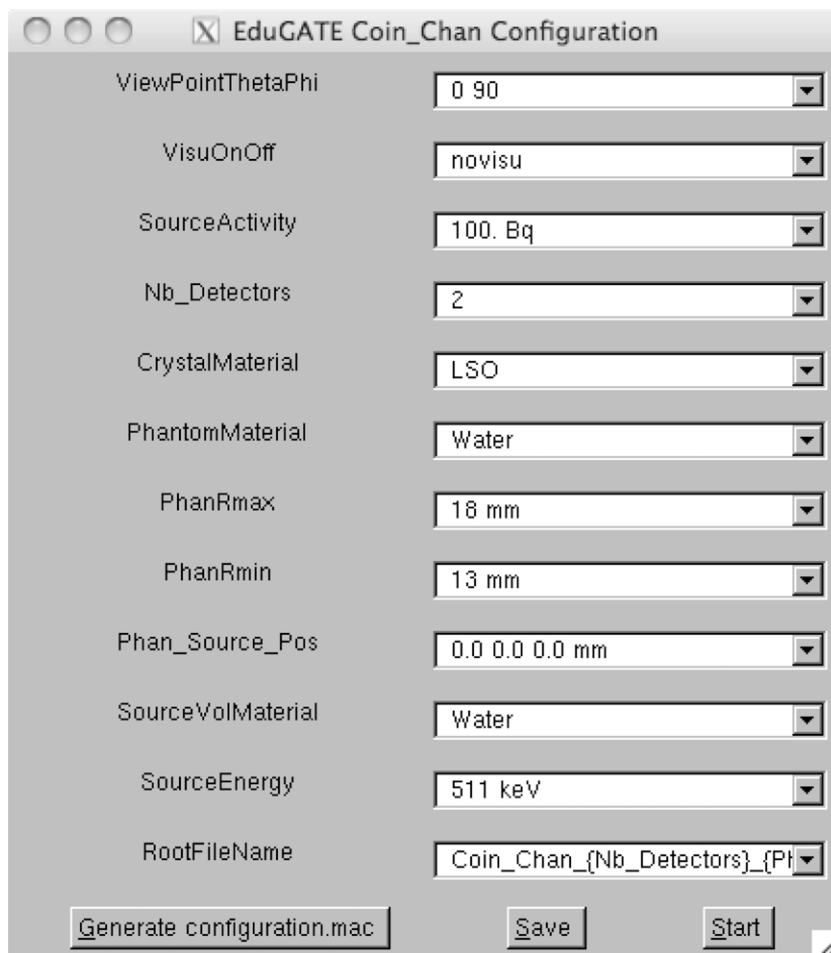 EduGATE Coin_Chan Configuration
ViewPointThetaPhi 0 90
VisuOnOff novisu
SourceActivity 100. Bq
Nb_Detectors 2
CrystalMaterial LSO
PhantomMaterial Water
PhanRmax 18 mm
PhanRmin 13 mm
Phan_Source_Pos 0.0 0.0 0.0 mm
SourceVolMaterial Water
SourceEnergy 511 keV
RootFileName Coin_Chan_{Nb_Detectors}_{Ph
Generate configuration.mac Save Start